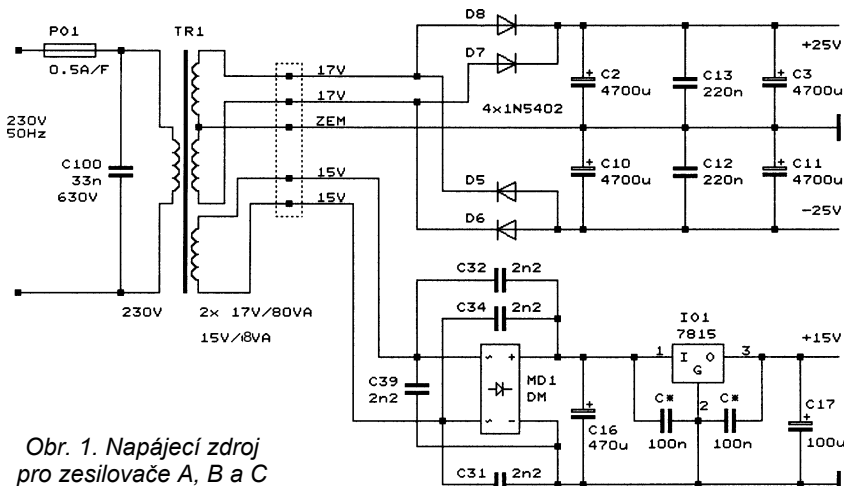 PO1
TR1
0.5A/F
230V
50Hz
C100
33n
630V
230V
2x 17V/80VA
15V/18VA
17V
17V
ZEM
15V
15V
D8
D7
4x1N5402
D5
D6
C2
4700u
C13
220n
C3
4700u
+25V
C10
4700u
C12
220n
C11
4700u
-25V
C32 2n2
C34 2n2
C39
2n2
MD1
DM
C31 2n2
C16
470u
IO1
7815
1 I O 3
G
2
C*
100n
C*
100n
C17
100u
+15V
Obr. 1. Napájecí zdroj
pro zesilovače A, B a C